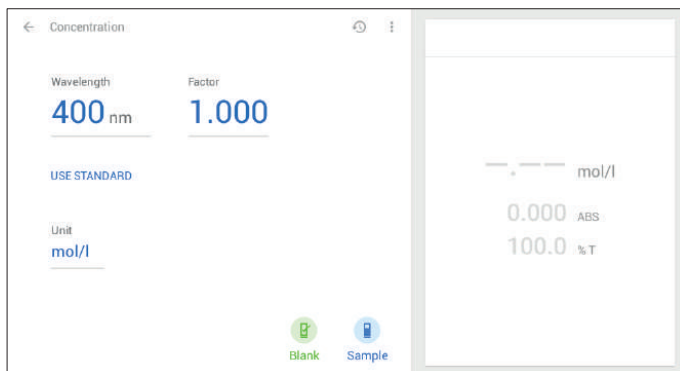 Concentration
Wavelength Factor
400 nm 1.000
USE STANDARD
Unit
mol/l
Blank Sample
–.–– mol/l
0.000 ABS
100.0 %T